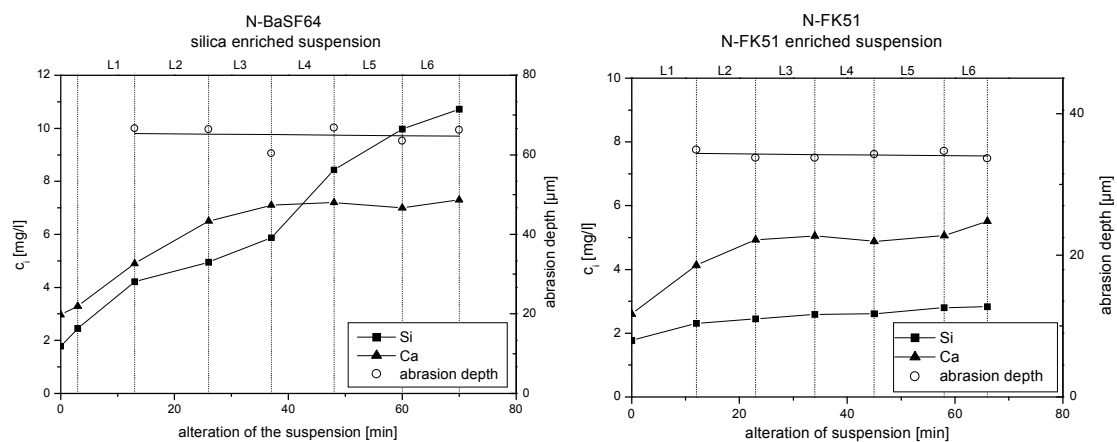 N-BaSF64
silica enriched suspension
L1 L2 L3 L4 L5 L6
12
10
8
6
4
2
0
c_i [mg/l]
80
60
40
20
0
abrasion depth [µm]
Si
Ca
abrasion depth
0 20 40 60 80
alteration of the suspension [min]
N-FK51
N-FK51 enriched suspension
L1 L2 L3 L4 L5 L6
10
8
6
4
2
0
c_i [mg/l]
40
20
0
abrasion depth [µm]
Si
Ca
abrasion depth
0 20 40 60 80
alteration of suspension [min]